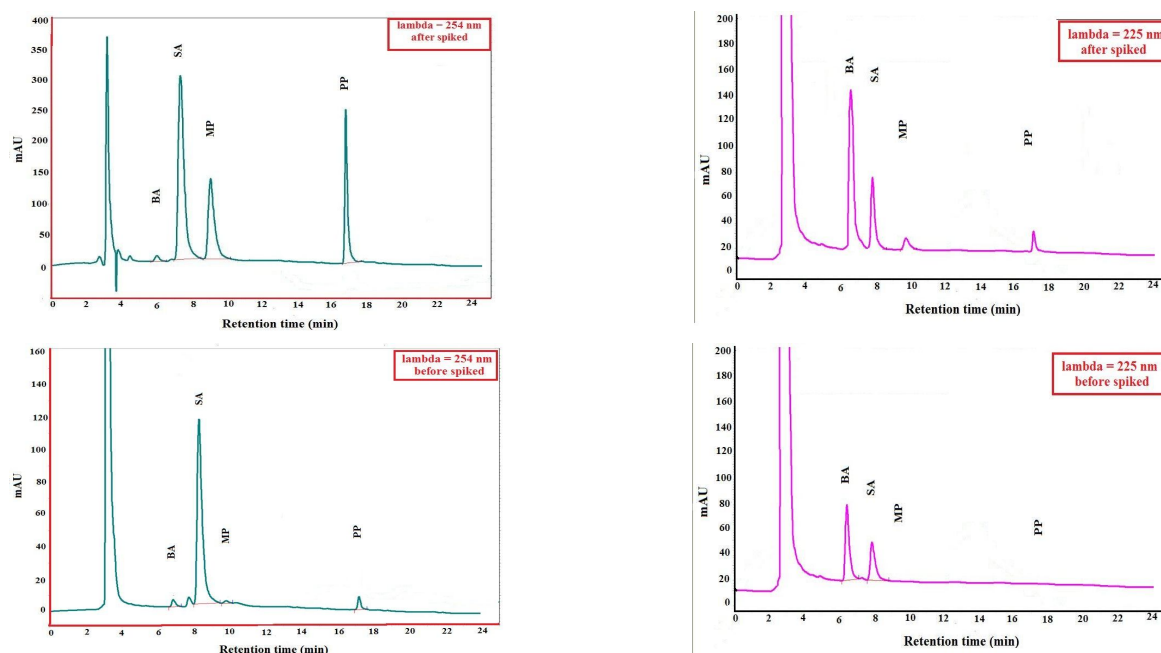 400
350
300
250
200
150
100
50
0
mAU
lambda = 254 nm
after spiked
BA
SA
MP
PP
0 2 4 6 8 10 12 14 16 18 20 22 24
Retention time (min)
200
180
160
140
120
100
80
60
40
20
0
mAU
lambda = 225 nm
after spiked
BA
SA
MP
PP
0 2 4 6 8 10 12 14 16 18 20 22 24
Retention time (min)
160
140
120
100
80
60
40
20
0
mAU
lambda = 254 nm
before spiked
BA
SA
MP
PP
0 2 4 6 8 10 12 14 16 18 20 22 24
Retention time (min)
200
180
160
140
120
100
80
60
40
20
0
mAU
lambda = 225 nm
before spiked
BA
SA
MP
PP
0 2 4 6 8 10 12 14 16 18 20 22 24
Retention time (min)